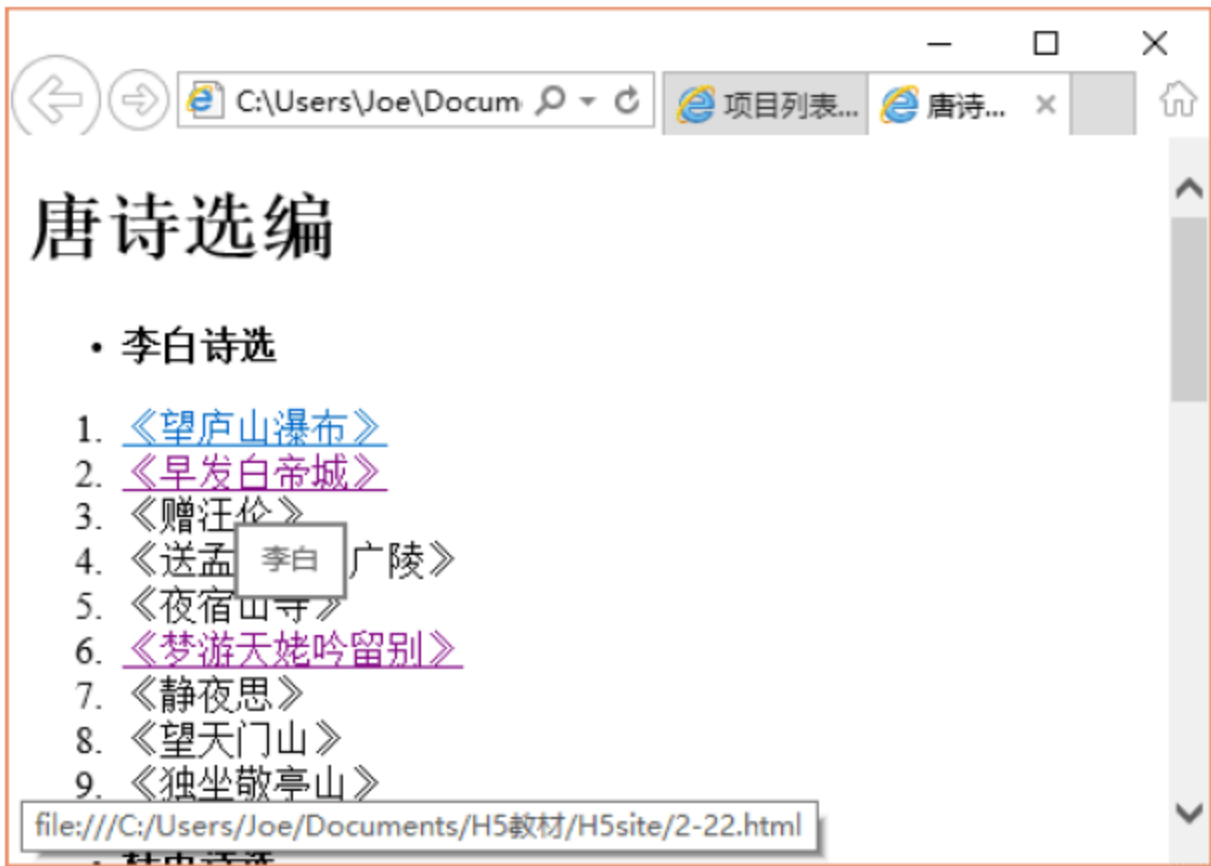 C:\Users\Joe\Docum
项目列表...
唐诗...
唐诗选编
• 李白诗选
1. 《望庐山瀑布》
2. 《早发白帝城》
3. 《赠汪伦》
4. 《送孟 广陵》
李白
5. 《夜宿山寺》
6. 《梦游天姥吟留别》
7. 《静夜思》
8. 《望天门山》
9. 《独坐敬亭山》
file:///C:/Users/Joe/Documents/H5教材/H5site/2-22.html